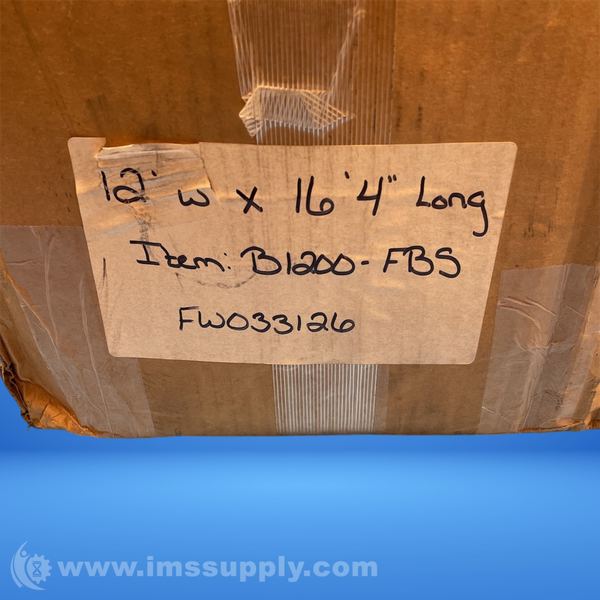 12' W x 16'4" Long
Item: B1200-FBS
FW033126
www.imssupply.com